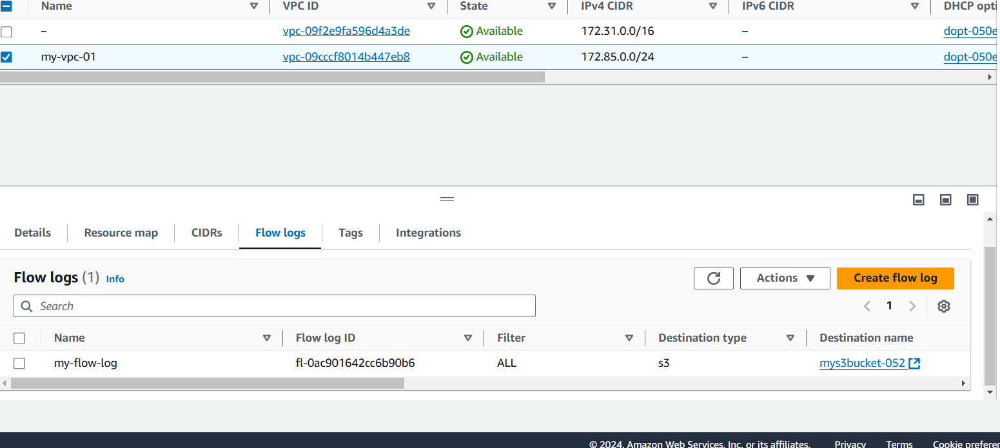 Name VPC ID State IPv4 CIDR IPv6 CIDR DHCP opti
– vpc-09f2e9fa596d4a3de Available 172.31.0.0/16 – dopt-050e
my-vpc-01 vpc-09cccf8014b447eb8 Available 172.85.0.0/24 – dopt-050e
Details Resource map CIDRs Flow logs Tags Integrations
Flow logs (1) Info Actions Create flow log
Search 1
Name Flow log ID Filter Destination type Destination name
my-flow-log fl-0ac901642cc6b90b6 ALL s3 mys3bucket-052
© 2024, Amazon Web Services, Inc. or its affiliates. Privacy Terms Cookie preferen